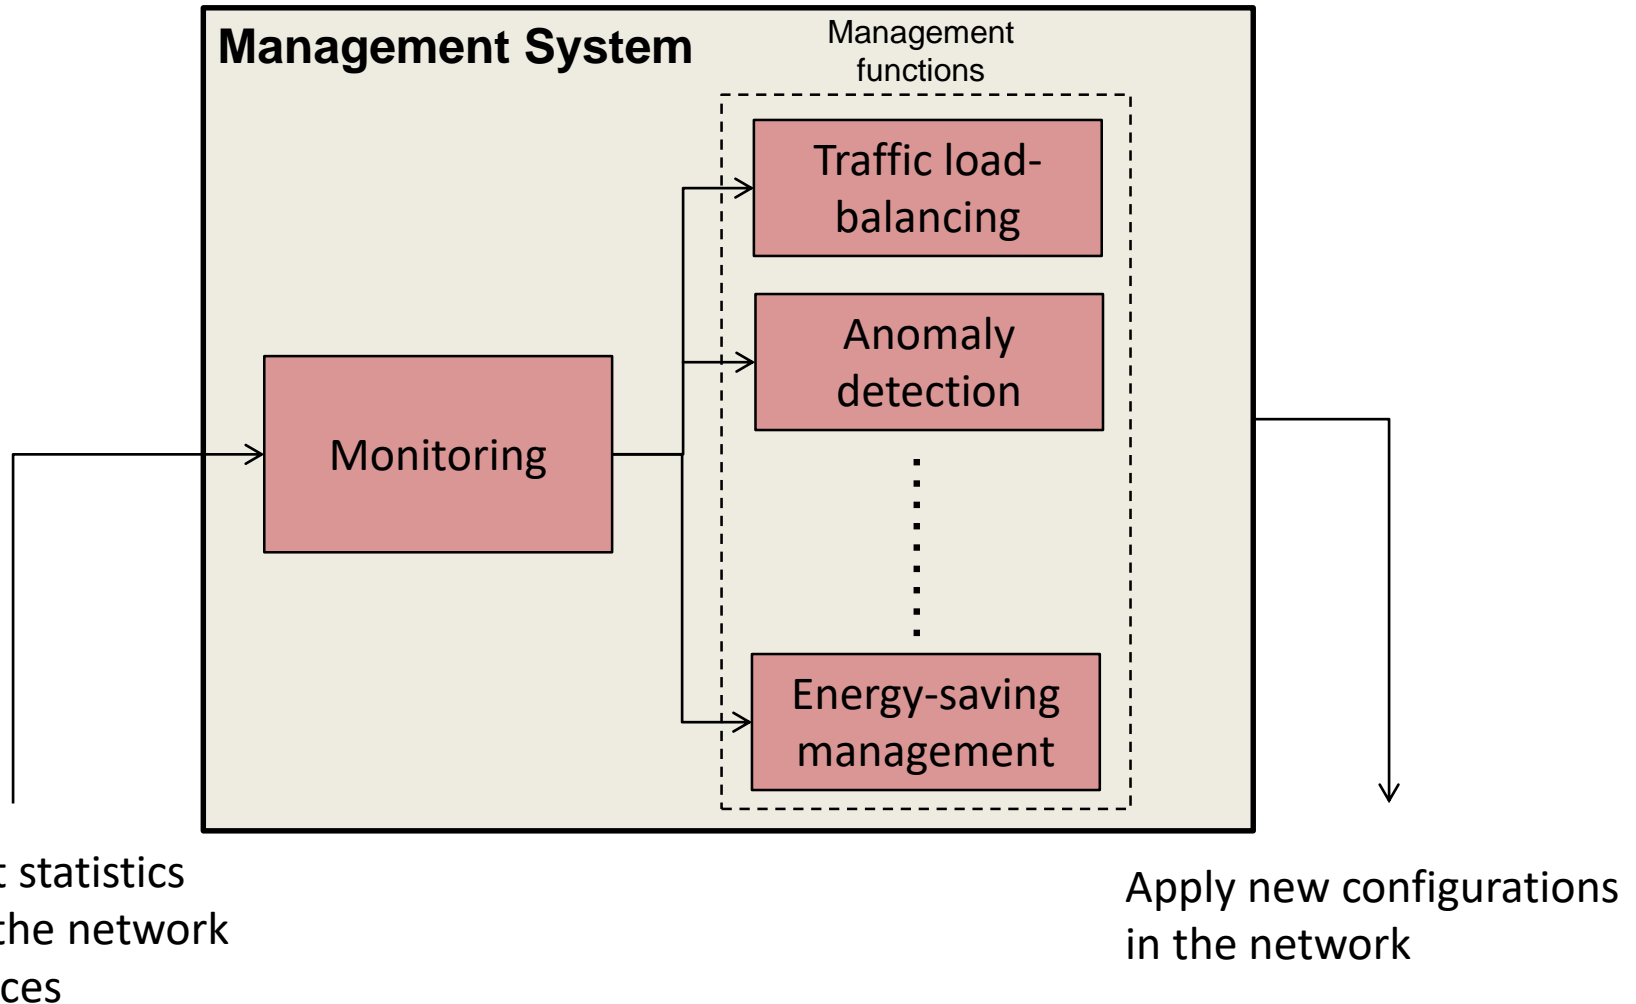 Management System
Management
functions
Traffic load-
balancing
Anomaly
detection
Monitoring
Energy-saving
management
statistics
the network
Apply new configurations
in the network